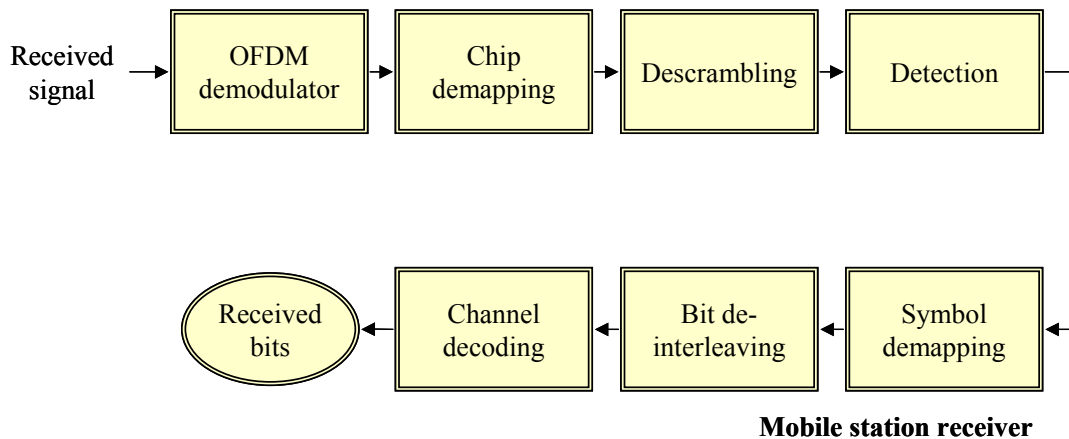 Received
signal
OFDM
demodulator
Chip
demapping
Descrambling
Detection
Received
bits
Channel
decoding
Bit de-
interleaving
Symbol
demapping
Mobile station receiver